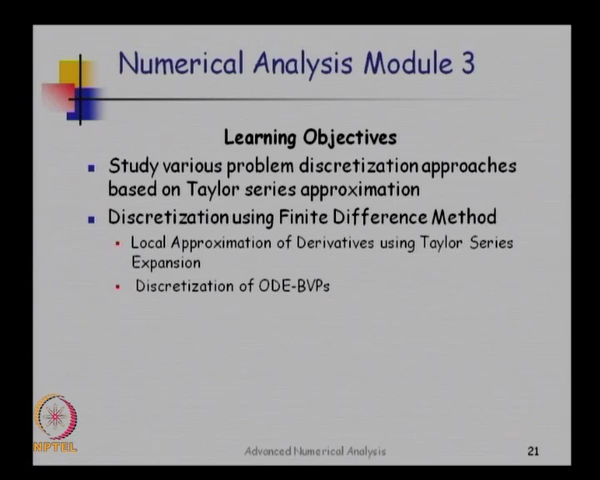 Numerical Analysis Module 3
Learning Objectives
Study various problem discretization approaches
based on Taylor series approximation
Discretization using Finite Difference Method
Local Approximation of Derivatives using Taylor Series
Expansion
Discretization of ODE-BVPs
NPTEL
Advanced Numerical Analysis
21